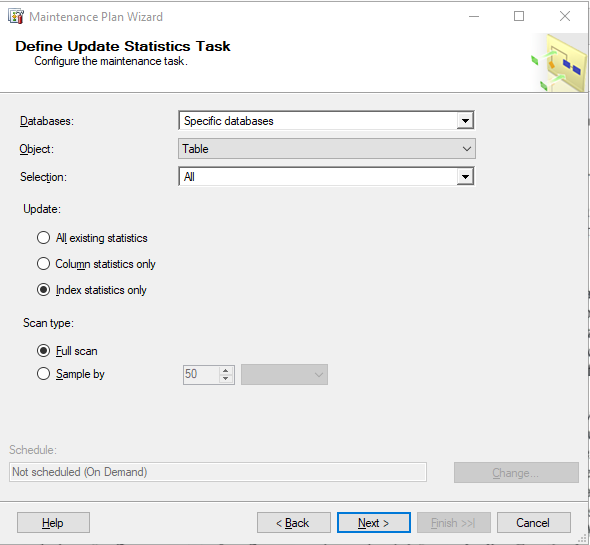 Maintenance Plan Wizard
Define Update Statistics Task
Configure the maintenance task.
Databases: Specific databases
Object: Table
Selection: All
Update:
All existing statistics
Column statistics only
Index statistics only
Scan type:
Full scan
Sample by 50
Schedule:
Not scheduled (On Demand) Change...
Help < Back Next > Finish >>| Cancel